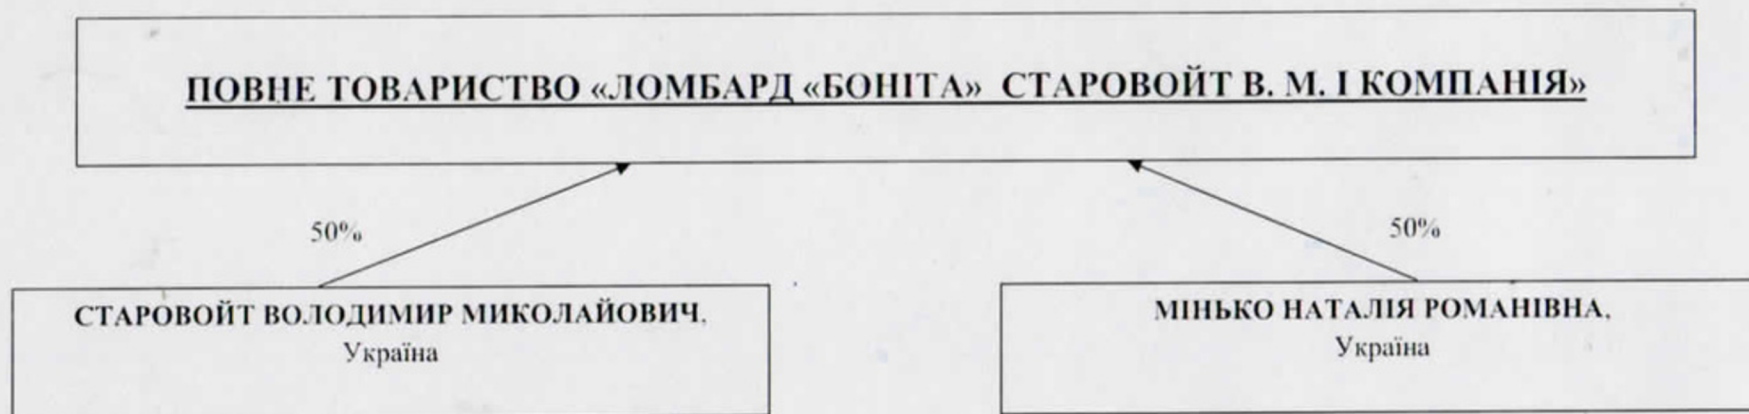 ПОВНЕ ТОВАРИСТВО «ЛОМБАРД «БОНІТА» СТАРОВОЙТ В. М. І КОМПАНІЯ»
50%
50%
СТАРОВОЙТ ВОЛОДИМИР МИКОЛАЙОВИЧ,
Україна
МІНЬКО НАТАЛІЯ РОМАНІВНА,
Україна